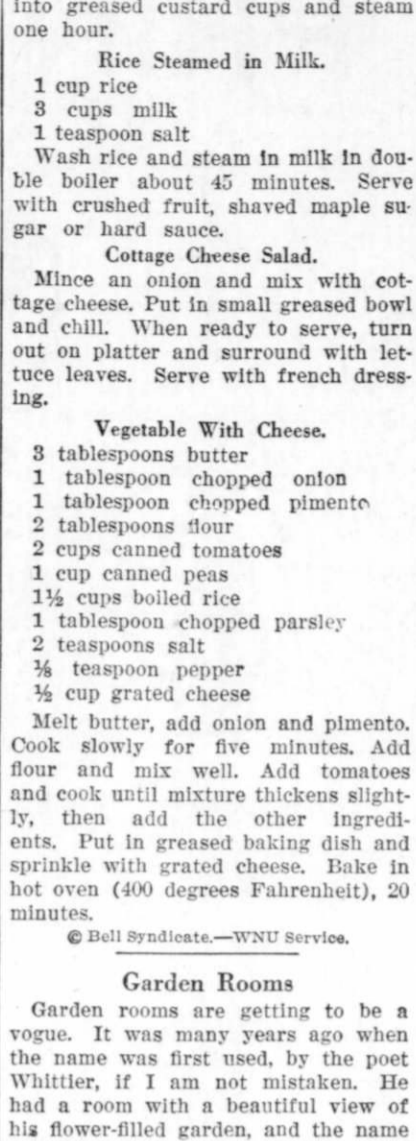 into greased custard cups and steam
one hour.
Rice Steamed in Milk.
1 cup rice
3 cups milk
1 teaspoon salt
Wash rice and steam in milk in dou-
ble boiler about 45 minutes. Serve
with crushed fruit, shaved maple su-
gar or hard sauce.
Cottage Cheese Salad.
Mince an onion and mix with cot-
tage cheese. Put in small greased bowl
and chill. When ready to serve, turn
out on platter and surround with let-
tuce leaves. Serve with french dress-
ing.
Vegetable With Cheese.
3 tablespoons butter
1 tablespoon chopped onion
1 tablespoon chopped pimento
2 tablespoons flour
2 cups canned tomatoes
1 cup canned peas
1½ cups boiled rice
1 tablespoon chopped parsley
2 teaspoons salt
⅛ teaspoon pepper
½ cup grated cheese
Melt butter, add onion and pimento.
Cook slowly for five minutes. Add
flour and mix well. Add tomatoes
and cook until mixture thickens slight-
ly, then add the other ingredi-
ents. Put in greased baking dish and
sprinkle with grated cheese. Bake in
hot oven (400 degrees Fahrenheit), 20
minutes.
© Bell Syndicate.—WNU Service.
Garden Rooms
Garden rooms are getting to be a
vogue. It was many years ago when
the name was first used, by the poet
Whittier, if I am not mistaken. He
had a room with a beautiful view of
his flower-filled garden, and the name